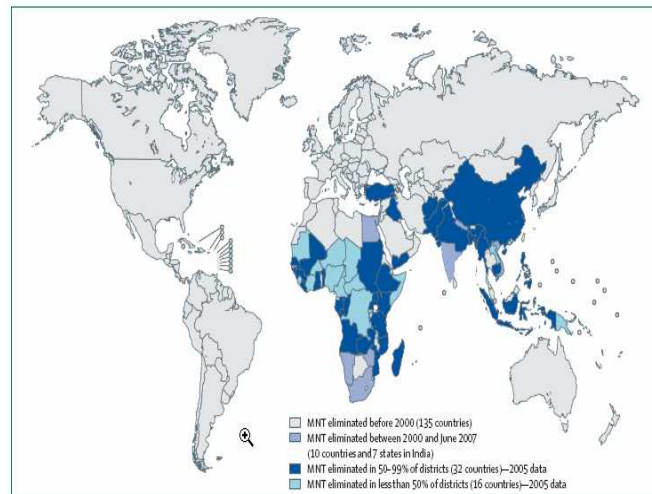 MNT eliminated before 2000 (135 countries)
MNT eliminated between 2000 and June 2007
(10 countries and 7 states in India)
MNT eliminated in 50–99% of districts (32 countries)—2005 data
MNT eliminated in less than 50% of districts (16 countries)—2005 data